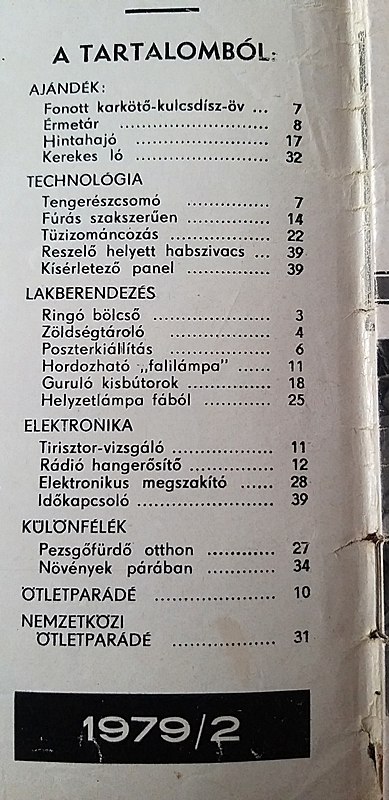 A TARTALOMBÓL:
AJÁNDÉK:
Fonott karkötő-kulcsdísz-öv ... 7
Érmetár ........................... 8
Hintahajó ........................ 17
Kerekes ló ........................ 32
TECHNOLÓGIA
Tengerészcsomó ............... 7
Fúrás szakszerűen ............... 14
Tüzizománcozás .................. 22
Reszelő helyett habszivacs ... 39
Kísérletező panel ............... 39
LAKBERENDEZÉS
Ringó bölcső ..................... 3
Zöldségtároló ..................... 4
Poszterkiállítás .................. 6
Hordozható „falilámpa" ...... 11
Guruló kisbútorok ............... 18
Helyzetlámpa fából ............ 25
ELEKTRONIKA
Tirisztor-vizsgáló ............... 11
Rádió hangerősítő ............... 12
Elektronikus megszakító ...... 28
Időkapcsoló ........................ 39
KÜLÖNFÉLÉK
Pezsgőfürdő otthon ............ 27
Növények párában ............ 34
ÖTLETPARÁDÉ .................. 10
NEMZETKÖZI
ÖTLETPARÁDÉ ............... 31
1979/2